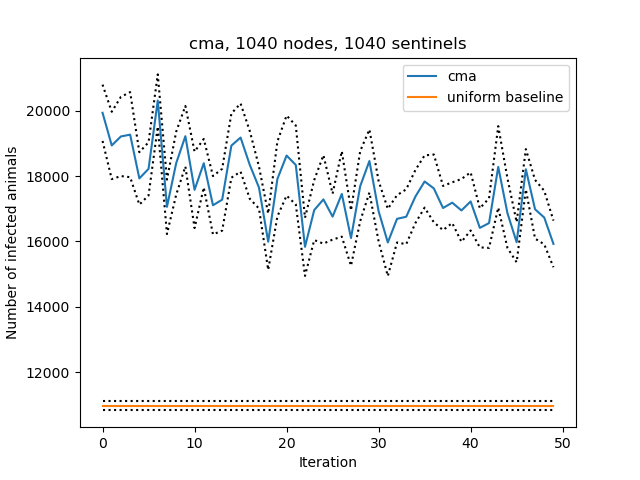 cma, 1040 nodes, 1040 sentinels
cma
uniform baseline
Number of infected animals
20000
18000
16000
14000
12000
0 10 20 30 40 50
Iteration